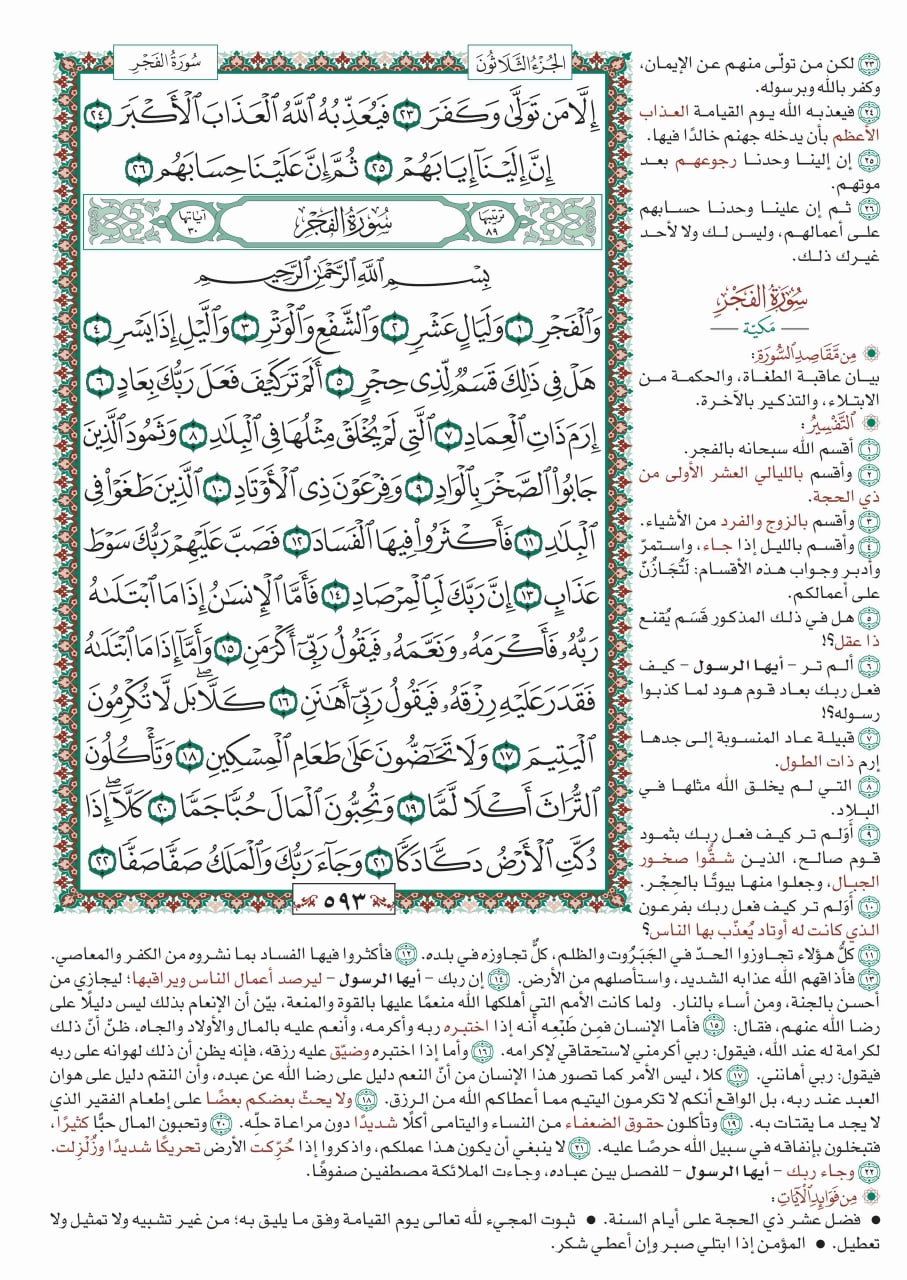 سُورَةُ الفَجْرِ
الجُزْءُ الثَّلَاثُونَ
إِلَّا مَن تَوَلَّىٰ وَكَفَرَ ٢٣ فَيُعَذِّبُهُ ٱللَّهُ ٱلْعَذَابَ ٱلْأَكْبَرَ ٢٤
إِنَّ إِلَيْنَآ إِيَابَهُمْ ٢٥ ثُمَّ إِنَّ عَلَيْنَا حِسَابَهُم ٢٦
ترتيبها ٨٩ سُورَةُ الفَجْرِ آياتها ٣٠
بِسْمِ ٱللَّهِ ٱلرَّحْمَٰنِ ٱلرَّحِيمِ
وَٱلْفَجْرِ ١ وَلَيَالٍ عَشْرٍ ٢ وَٱلشَّفْعِ وَٱلْوَتْرِ ٣ وَٱلَّيْلِ إِذَا يَسْرِ ٤
هَلْ فِى ذَٰلِكَ قَسَمٌ لِّذِى حِجْرٍ ٥ أَلَمْ تَرَ كَيْفَ فَعَلَ رَبُّكَ بِعَادٍ ٦
إِرَمَ ذَاتِ ٱلْعِمَادِ ٧ ٱلَّتِى لَمْ يُخْلَقْ مِثْلُهَا فِى ٱلْبِلَٰدِ ٨ وَثَمُودَ ٱلَّذِينَ
جَابُوا۟ ٱلصَّخْرَ بِٱلْوَادِ ٩ وَفِرْعَوْنَ ذِى ٱلْأَوْتَادِ ١٠ ٱلَّذِينَ طَغَوْا۟ فِى
ٱلْبِلَٰدِ ١١ فَأَكْثَرُوا۟ فِيهَا ٱلْفَسَادَ ١٢ فَصَبَّ عَلَيْهِمْ رَبُّكَ سَوْطَ
عَذَابٍ ١٣ إِنَّ رَبَّكَ لَبِٱلْمِرْصَادِ ١٤ فَأَمَّا ٱلْإِنسَٰنُ إِذَا مَا ٱبْتَلَىٰهُ
رَبُّهُۥ فَأَكْرَمَهُۥ وَنَعَّمَهُۥ فَيَقُولُ رَبِّىٓ أَكْرَمَنِ ١٥ وَأَمَّآ إِذَا مَا ٱبْتَلَىٰهُ
فَقَدَرَ عَلَيْهِ رِزْقَهُۥ فَيَقُولُ رَبِّىٓ أَهَٰنَنِ ١٦ كَلَّا ۖ بَل لَّا تُكْرِمُونَ
ٱلْيَتِيمَ ١٧ وَلَا تَحَٰٓضُّونَ عَلَىٰ طَعَامِ ٱلْمِسْكِينِ ١٨ وَتَأْكُلُونَ
ٱلتُّرَاثَ أَكْلًا لَّمًّا ١٩ وَتُحِبُّونَ ٱلْمَالَ حُبًّا جَمًّا ٢٠ كَلَّآ ۖ إِذَا
دُكَّتِ ٱلْأَرْضُ دَكًّا دَكًّا ٢١ وَجَآءَ رَبُّكَ وَٱلْمَلَكُ صَفًّا صَفًّا ٢٢
٥٩٣
٢٣ لكن من تولّى منهم عن الإيمان،
وكفر بالله وبرسوله.
٢٤ فيعذبه الله يوم القيامة العذاب
الأعظم بأن يدخله جهنم خالدًا فيها.
٢٥ إن إلينا وحدنا رجوعهم بعد
موتهم.
٢٦ ثم إن علينا وحدنا حسابهم
على أعمالهم، وليس لك ولا لأحد
غيرك ذلك.
سُورَةُ الفَجْرِ
مَكيّة
مِن مَّقَاصِدِ السُّورَةِ:
بيان عاقبة الطغاة، والحكمة من
الابتلاء، والتذكير بالآخرة.
التَّفْسِيرُ:
١ أقسم الله سبحانه بالفجر.
٢ وأقسم بالليالي العشر الأولى من
ذي الحجة.
٣ وأقسم بالزوج والفرد من الأشياء.
٤ وأقسم بالليل إذا جاء، واستمرّ
وأدبر وجواب هذه الأقسام: لَتُجَازُنّ
على أعمالكم.
٥ هل في ذلك المذكور قَسَم يُقنع
ذا عقل؟!
٦ ألم تر – أيها الرسول – كيف
فعل ربك بعاد قوم هود لما كذبوا
رسوله؟!
٧ قبيلة عاد المنسوبة إلى جدها
إرم ذات الطول.
٨ التي لم يخلق الله مثلها في
البلاد.
٩ أَوَلم تر كيف فعل ربك بثمود
قوم صالح، الذين شقُّوا صخور
الجبال، وجعلوا منها بيوتًا بالحِجْر.
١٠ أَوَلم تر كيف فعل ربك بفرعون
الذي كانت له أوتاد يُعذّب بها الناس؟
١١ كلُّ هؤلاء تجاوزوا الحدّ في الجَبَرُوت والظلم، كلٌّ تجاوزه في بلده. ١٢ فأكثروا فيها الفساد بما نشروه من الكفر والمعاصي.
١٣ فأذاقهم الله عذابه الشديد، واستأصلهم من الأرض. ١٤ إن ربك – أيها الرسول – ليرصد أعمال الناس ويراقبها؛ ليجازي من
أحسن بالجنة، ومن أساء بالنار. ولما كانت الأمم التي أهلكها الله منعمًا عليها بالقوة والمنعة، بيّن أن الإنعام بذلك ليس دليلًا على
رضا الله عنهم، فقال: ١٥ فأما الإنسان فمِن طَبْعِه أنه إذا اختبره ربه وأكرمه، وأنعم عليه بالمال والأولاد والجاه، ظنّ أنّ ذلك
لكرامة له عند الله، فيقول: ربي أكرمني لاستحقاقي لإكرامه. ١٦ وأما إذا اختبره وضيّق عليه رزقه، فإنه يظن أن ذلك لهوانه على ربه
فيقول: ربي أهانني. ١٧ كلا، ليس الأمر كما تصور هذا الإنسان من أنّ النعم دليل على رضا الله عن عبده، وأن النقم دليل على هوان
العبد عند ربه، بل الواقع أنكم لا تكرمون اليتيم مما أعطاكم الله من الرزق. ١٨ ولا يحثّ بعضكم بعضًا على إطعام الفقير الذي
لا يجد ما يقتات به. ١٩ وتأكلون حقوق الضعفاء من النساء واليتامى أكلًا شديدًا دون مراعاة حلّه. ٢٠ وتحبون المال حبًّا كثيرًا،
فتبخلون بإنفاقه في سبيل الله حرصًا عليه. ٢١ لا ينبغي أن يكون هذا عملكم، واذكروا إذا حُرِّكت الأرض تحريكًا شديدًا وزُلْزِلت.
٢٢ وجاء ربك – أيها الرسول – للفصل بين عباده، وجاءت الملائكة مصطفين صفوفًا.
مِن فَوَائِدِ الآيَاتِ:
• فضل عشر ذي الحجة على أيام السنة. • ثبوت المجيء لله تعالى يوم القيامة وفق ما يليق به؛ من غير تشبيه ولا تمثيل ولا
تعطيل. • المؤمن إذا ابتلي صبر وإن أعطي شكر.